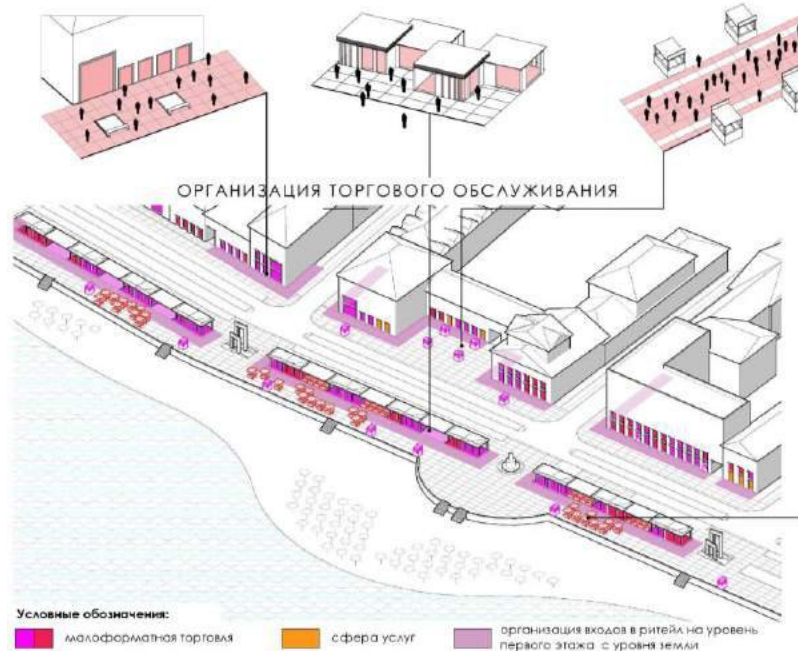 ОРГАНИЗАЦИЯ ТОРГОВОГО ОБСЛУЖИВАНИЯ
Условные обозначения:
малоформатная торговля
сфера услуг
организация входов в ритейл на уровень
первого этажа с уровня земли